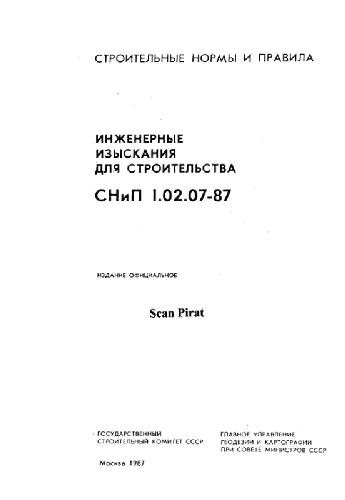 СТРОИТЕЛЬНЫЕ НОРМЫ И ПРАВИЛА
ИНЖЕНЕРНЫЕ
ИЗЫСКАНИЯ
ДЛЯ СТРОИТЕЛЬСТВА
СНиП I.02.07-87
ИЗДАНИЕ ОФИЦИАЛЬНОЕ
Scan Pirat
ГОСУДАРСТВЕННЫЙ
СТРОИТЕЛЬНЫЙ КОМИТЕТ СССР
ГЛАВНОЕ УПРАВЛЕНИЕ
ГЕОДЕЗИИ И КАРТОГРАФИИ
ПРИ СОВЕТЕ МИНИСТРОВ СССР
Москва 1987